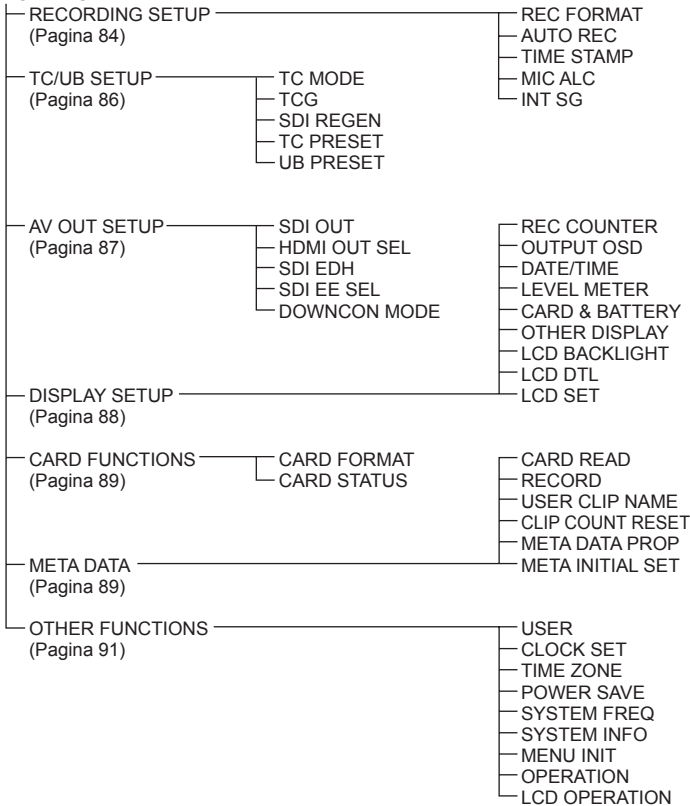 RECORDING SETUP
(Pagina 84)
REC FORMAT
AUTO REC
TIME STAMP
MIC ALC
INT SG
TC/UB SETUP
(Pagina 86)
TC MODE
TCG
SDI REGEN
TC PRESET
UB PRESET
AV OUT SETUP
(Pagina 87)
SDI OUT
HDMI OUT SEL
SDI EDH
SDI EE SEL
DOWNCON MODE
DISPLAY SETUP
(Pagina 88)
REC COUNTER
OUTPUT OSD
DATE/TIME
LEVEL METER
CARD & BATTERY
OTHER DISPLAY
LCD BACKLIGHT
LCD DTL
LCD SET
CARD FUNCTIONS
(Pagina 89)
CARD FORMAT
CARD STATUS
META DATA
(Pagina 89)
CARD READ
RECORD
USER CLIP NAME
CLIP COUNT RESET
META DATA PROP
META INITIAL SET
OTHER FUNCTIONS
(Pagina 91)
USER
CLOCK SET
TIME ZONE
POWER SAVE
SYSTEM FREQ
SYSTEM INFO
MENU INIT
OPERATION
LCD OPERATION